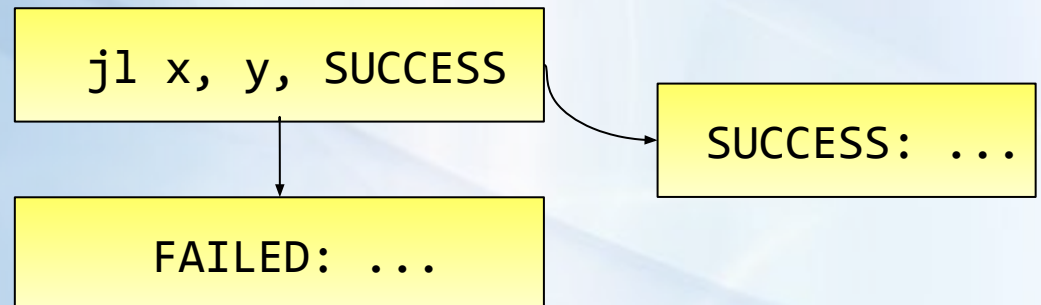 jl x, y, SUCCESS
SUCCESS: ...
FAILED: ...